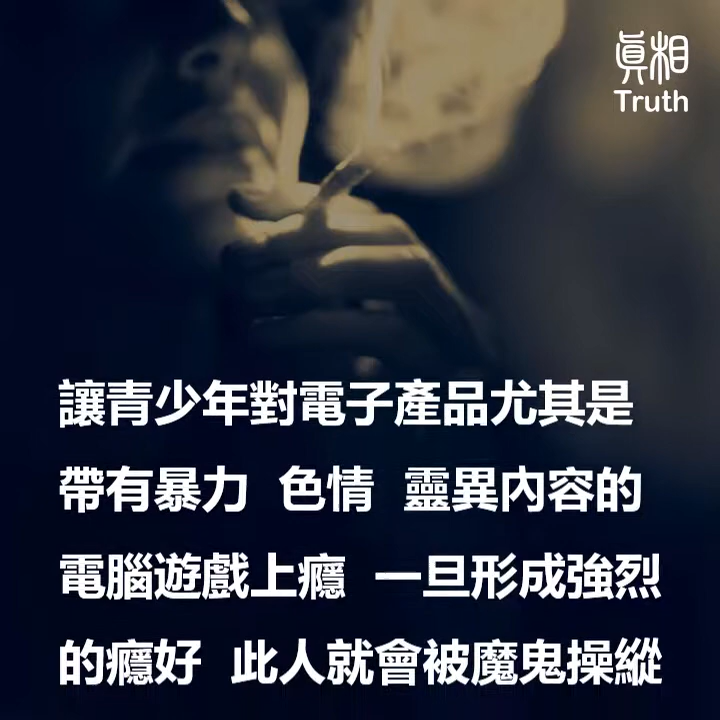 眞相
Truth
讓青少年對電子產品尤其是
帶有暴力 色情 靈異內容的
電腦遊戲上癮 一旦形成強烈
的癮好 此人就會被魔鬼操縱